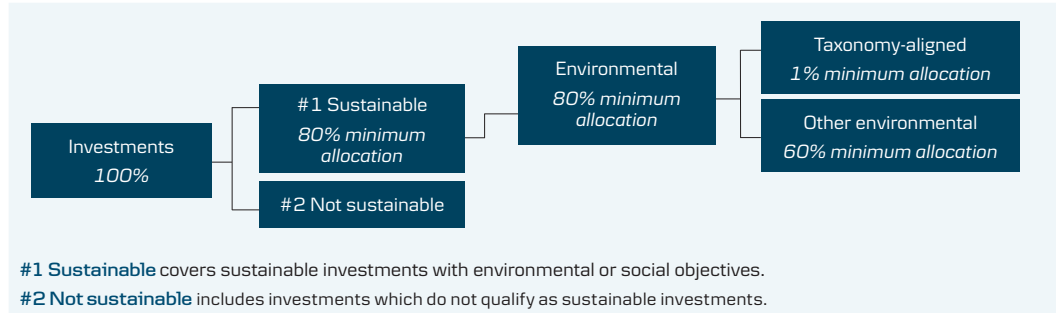 Investments
100%
#1 Sustainable
80% minimum
allocation
#2 Not sustainable
Environmental
80% minimum
allocation
Taxonomy-aligned
1% minimum allocation
Other environmental
60% minimum allocation
#1 Sustainable covers sustainable investments with environmental or social objectives.
#2 Not sustainable includes investments which do not qualify as sustainable investments.